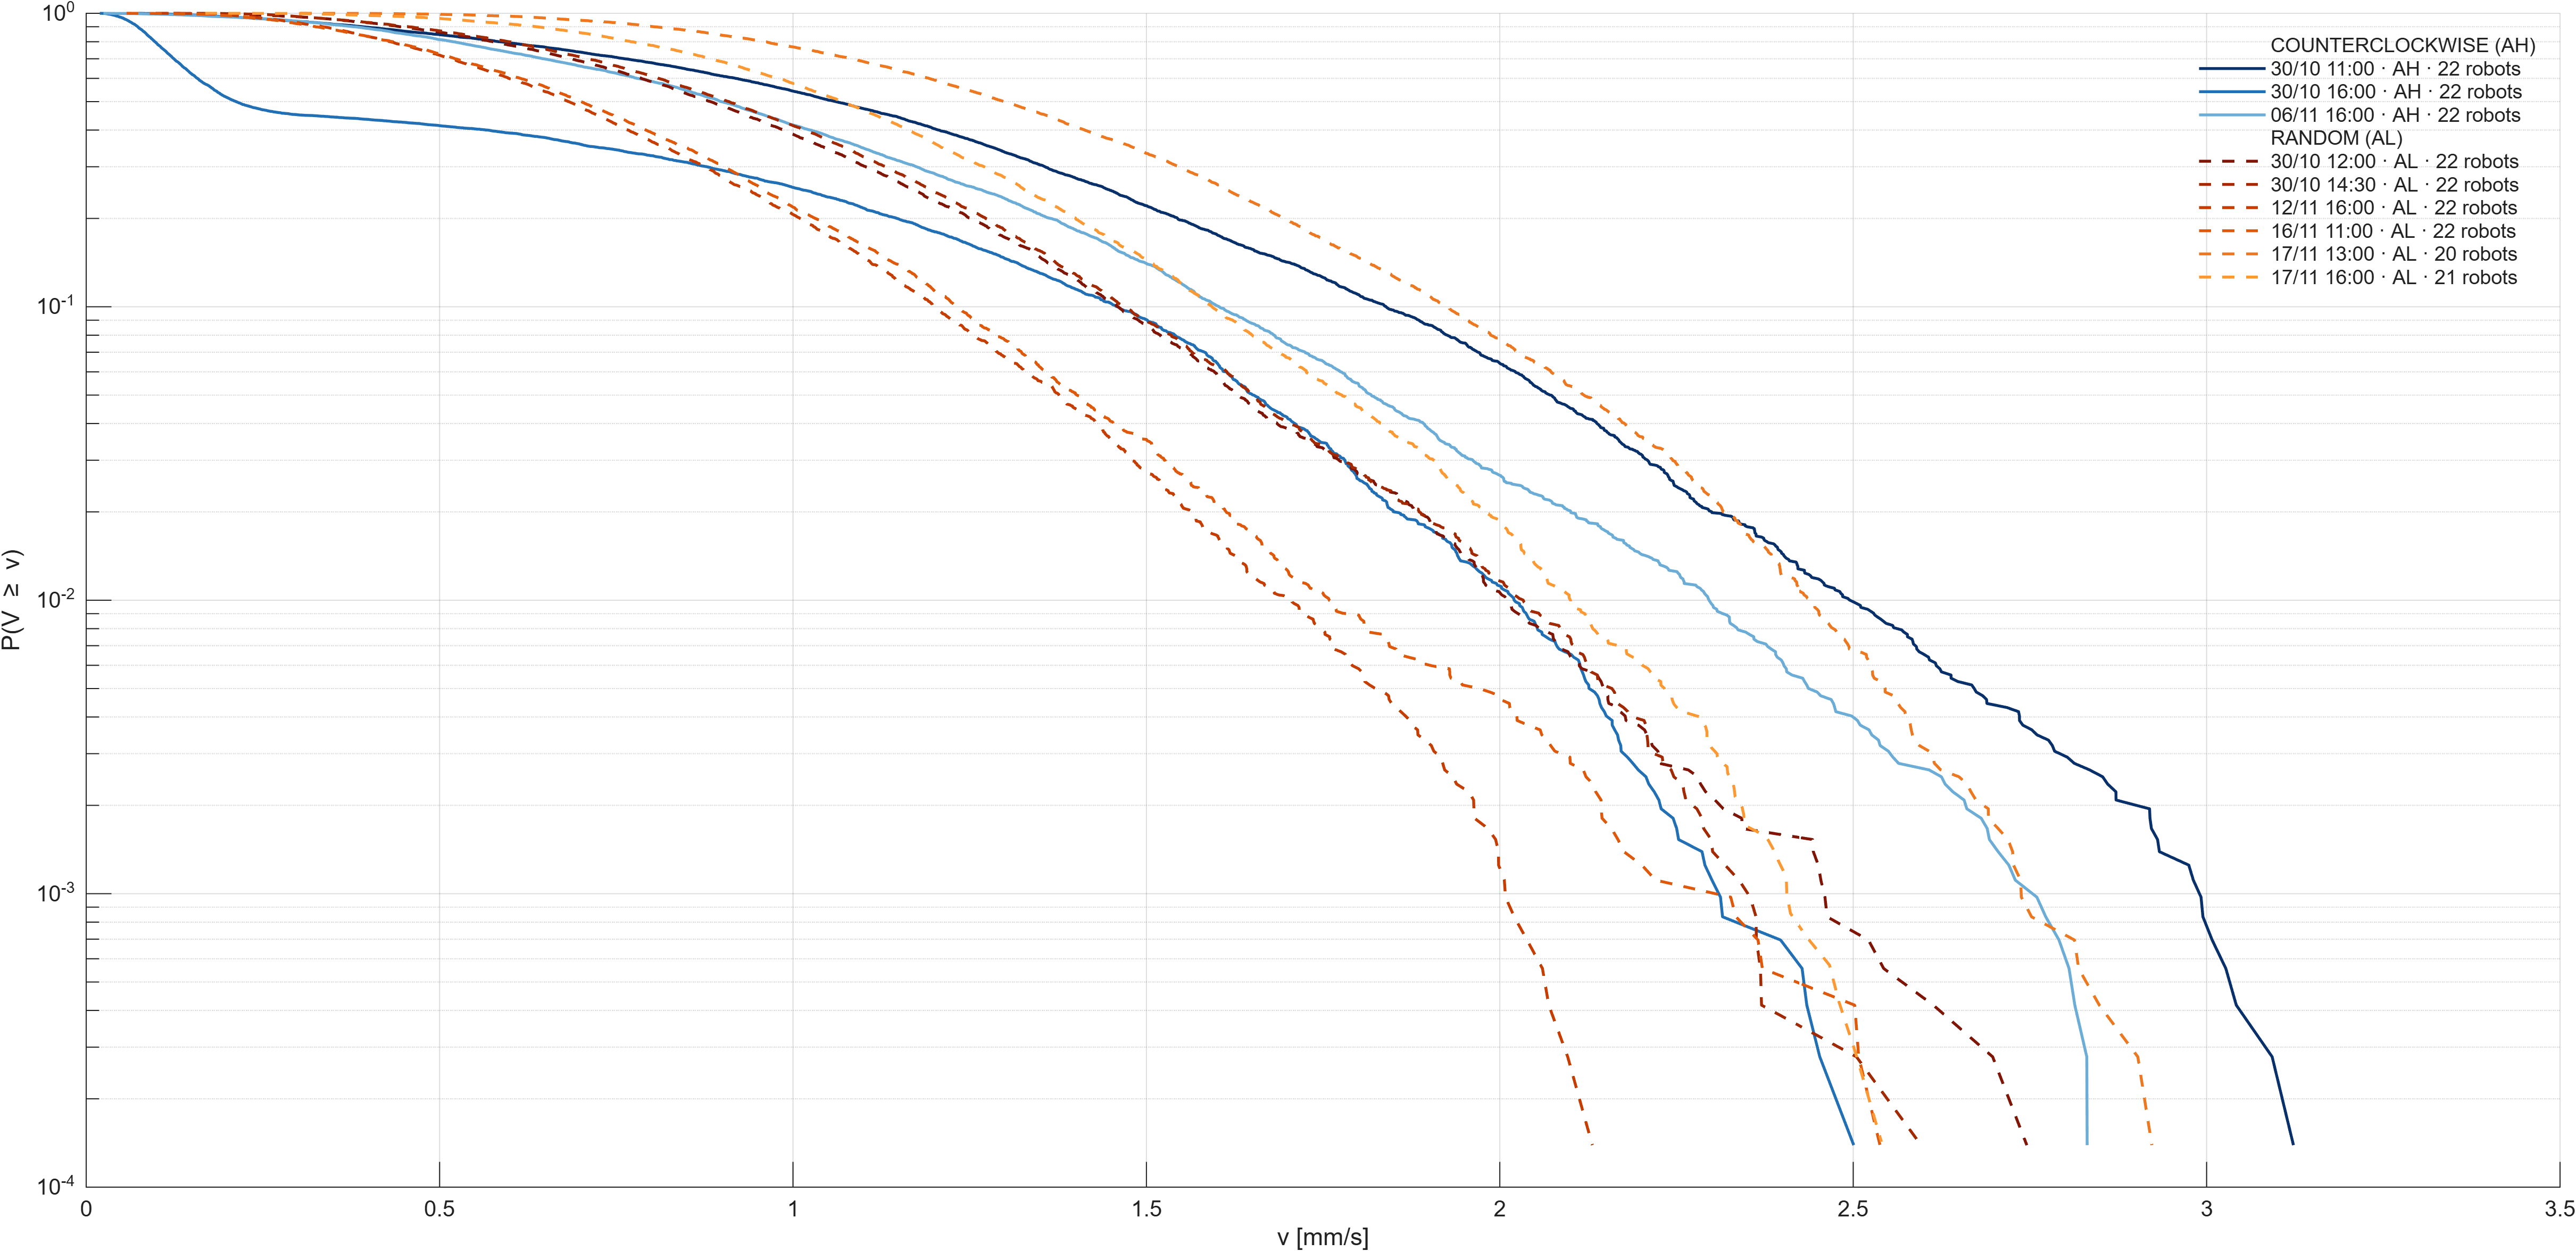 10^0
10^-1
10^-2
10^-3
10^-4
P(V ≥ v)
COUNTERCLOCKWISE (AH)
30/10 11:00 · AH · 22 robots
30/10 16:00 · AH · 22 robots
06/11 16:00 · AH · 22 robots
RANDOM (AL)
30/10 12:00 · AL · 22 robots
30/10 14:30 · AL · 22 robots
12/11 16:00 · AL · 22 robots
16/11 11:00 · AL · 22 robots
17/11 13:00 · AL · 20 robots
17/11 16:00 · AL · 21 robots
0 0.5 1 1.5 2 2.5 3 3.5
v [mm/s]